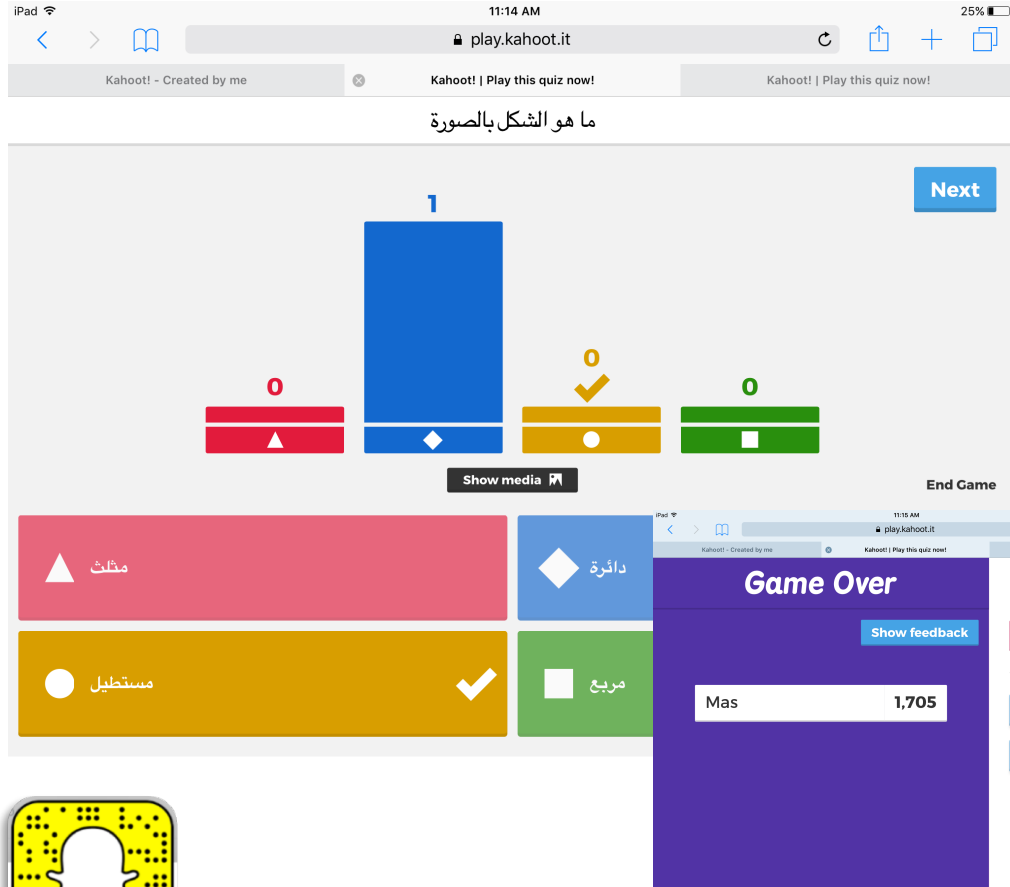 iPad 11:14 AM 25%
play.kahoot.it
Kahoot! - Created by me Kahoot! | Play this quiz now! Kahoot! | Play this quiz now!
ما هو الشكل بالصورة
Next
1
0
0
0
Show media
End Game
مثلث
دائرة
مستطيل
مربع
iPad 11:15 AM
play.kahoot.it
Kahoot! - Created by me Kahoot! | Play this quiz now!
Game Over
Show feedback
Mas 1,705